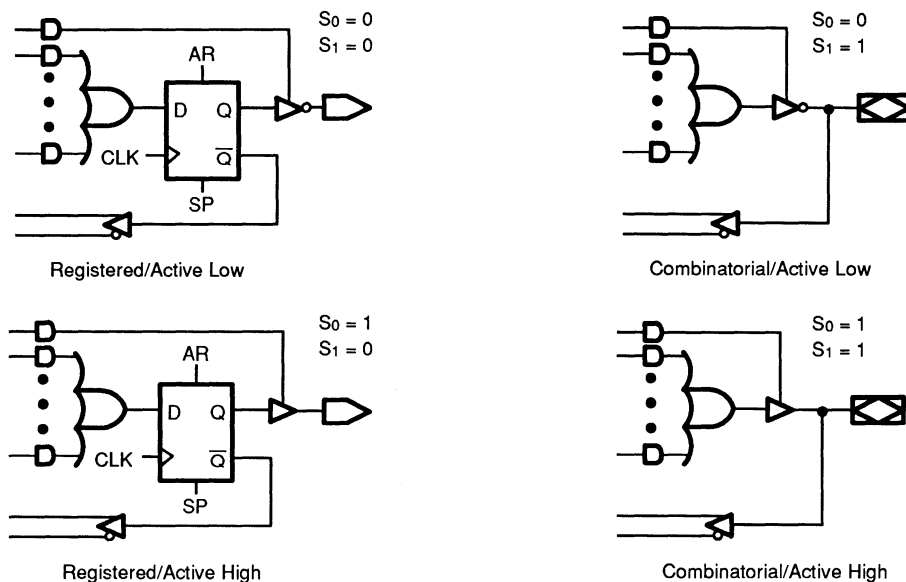 S0 = 0
S1 = 0
AR
D Q
CLK Q̅
SP
Registered/Active Low
S0 = 0
S1 = 1
Combinatorial/Active Low
S0 = 1
S1 = 0
AR
D Q
CLK Q̅
SP
Registered/Active High
S0 = 1
S1 = 1
Combinatorial/Active High